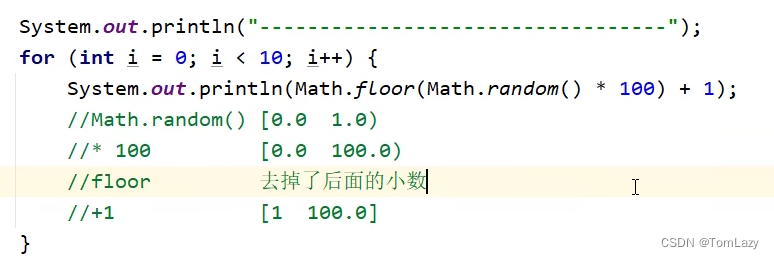 System.out.println("----------------------------------");
for (int i = 0; i < 10; i++) {
    System.out.println(Math.floor(Math.random() * 100) + 1);
    //Math.random() [0.0  1.0)
    //* 100         [0.0  100.0)
    //floor         去掉了后面的小数
    //+1            [1  100.0]
}
CSDN @TomLazy